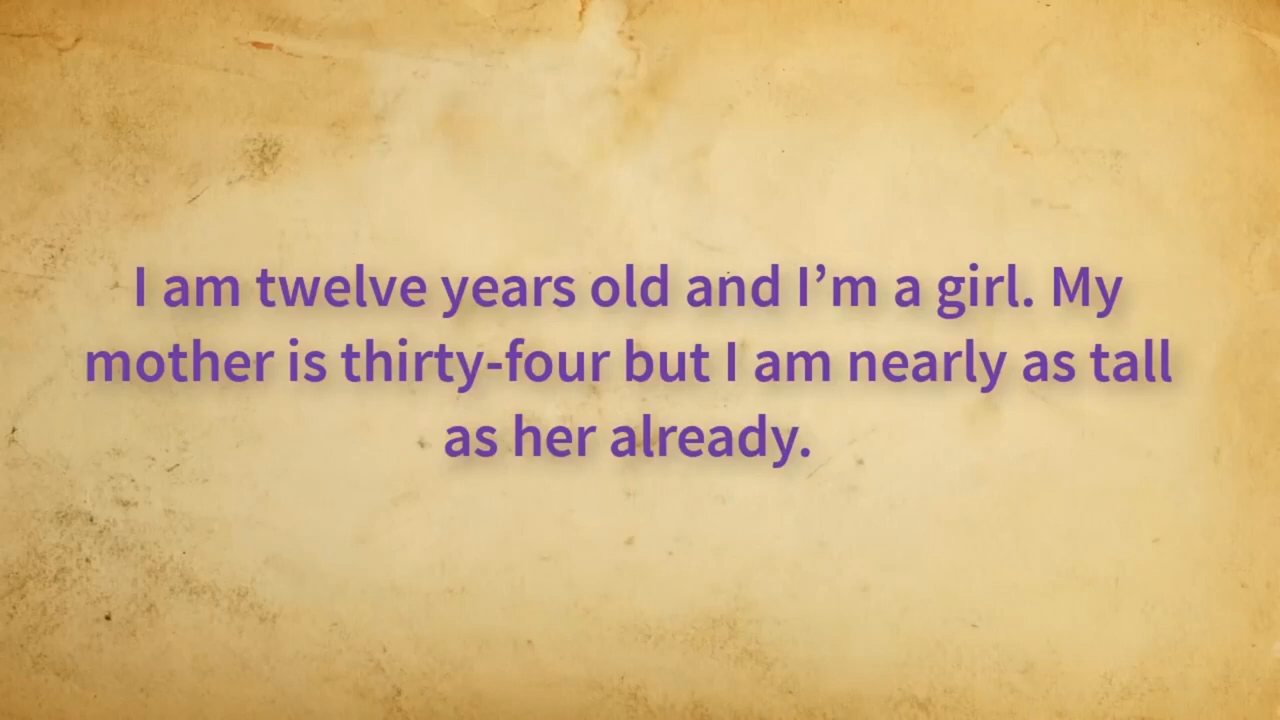 I am twelve years old and I’m a girl. My
mother is thirty-four but I am nearly as tall
as her already.